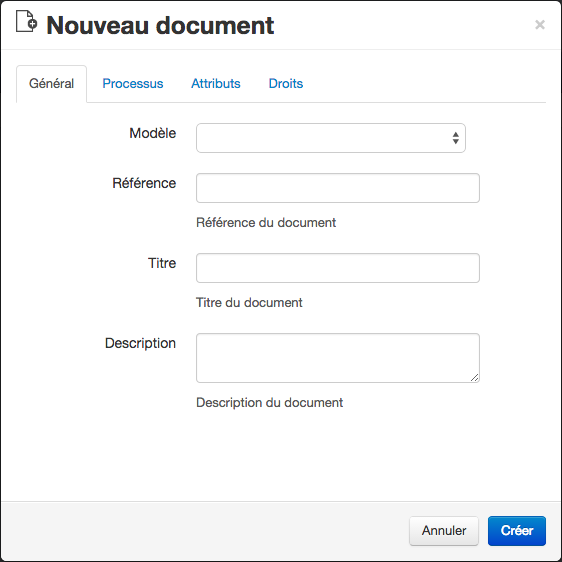 Nouveau document
×
Général Processus Attributs Droits
Modèle
Référence
Référence du document
Titre
Titre du document
Description
Description du document
Annuler Créer